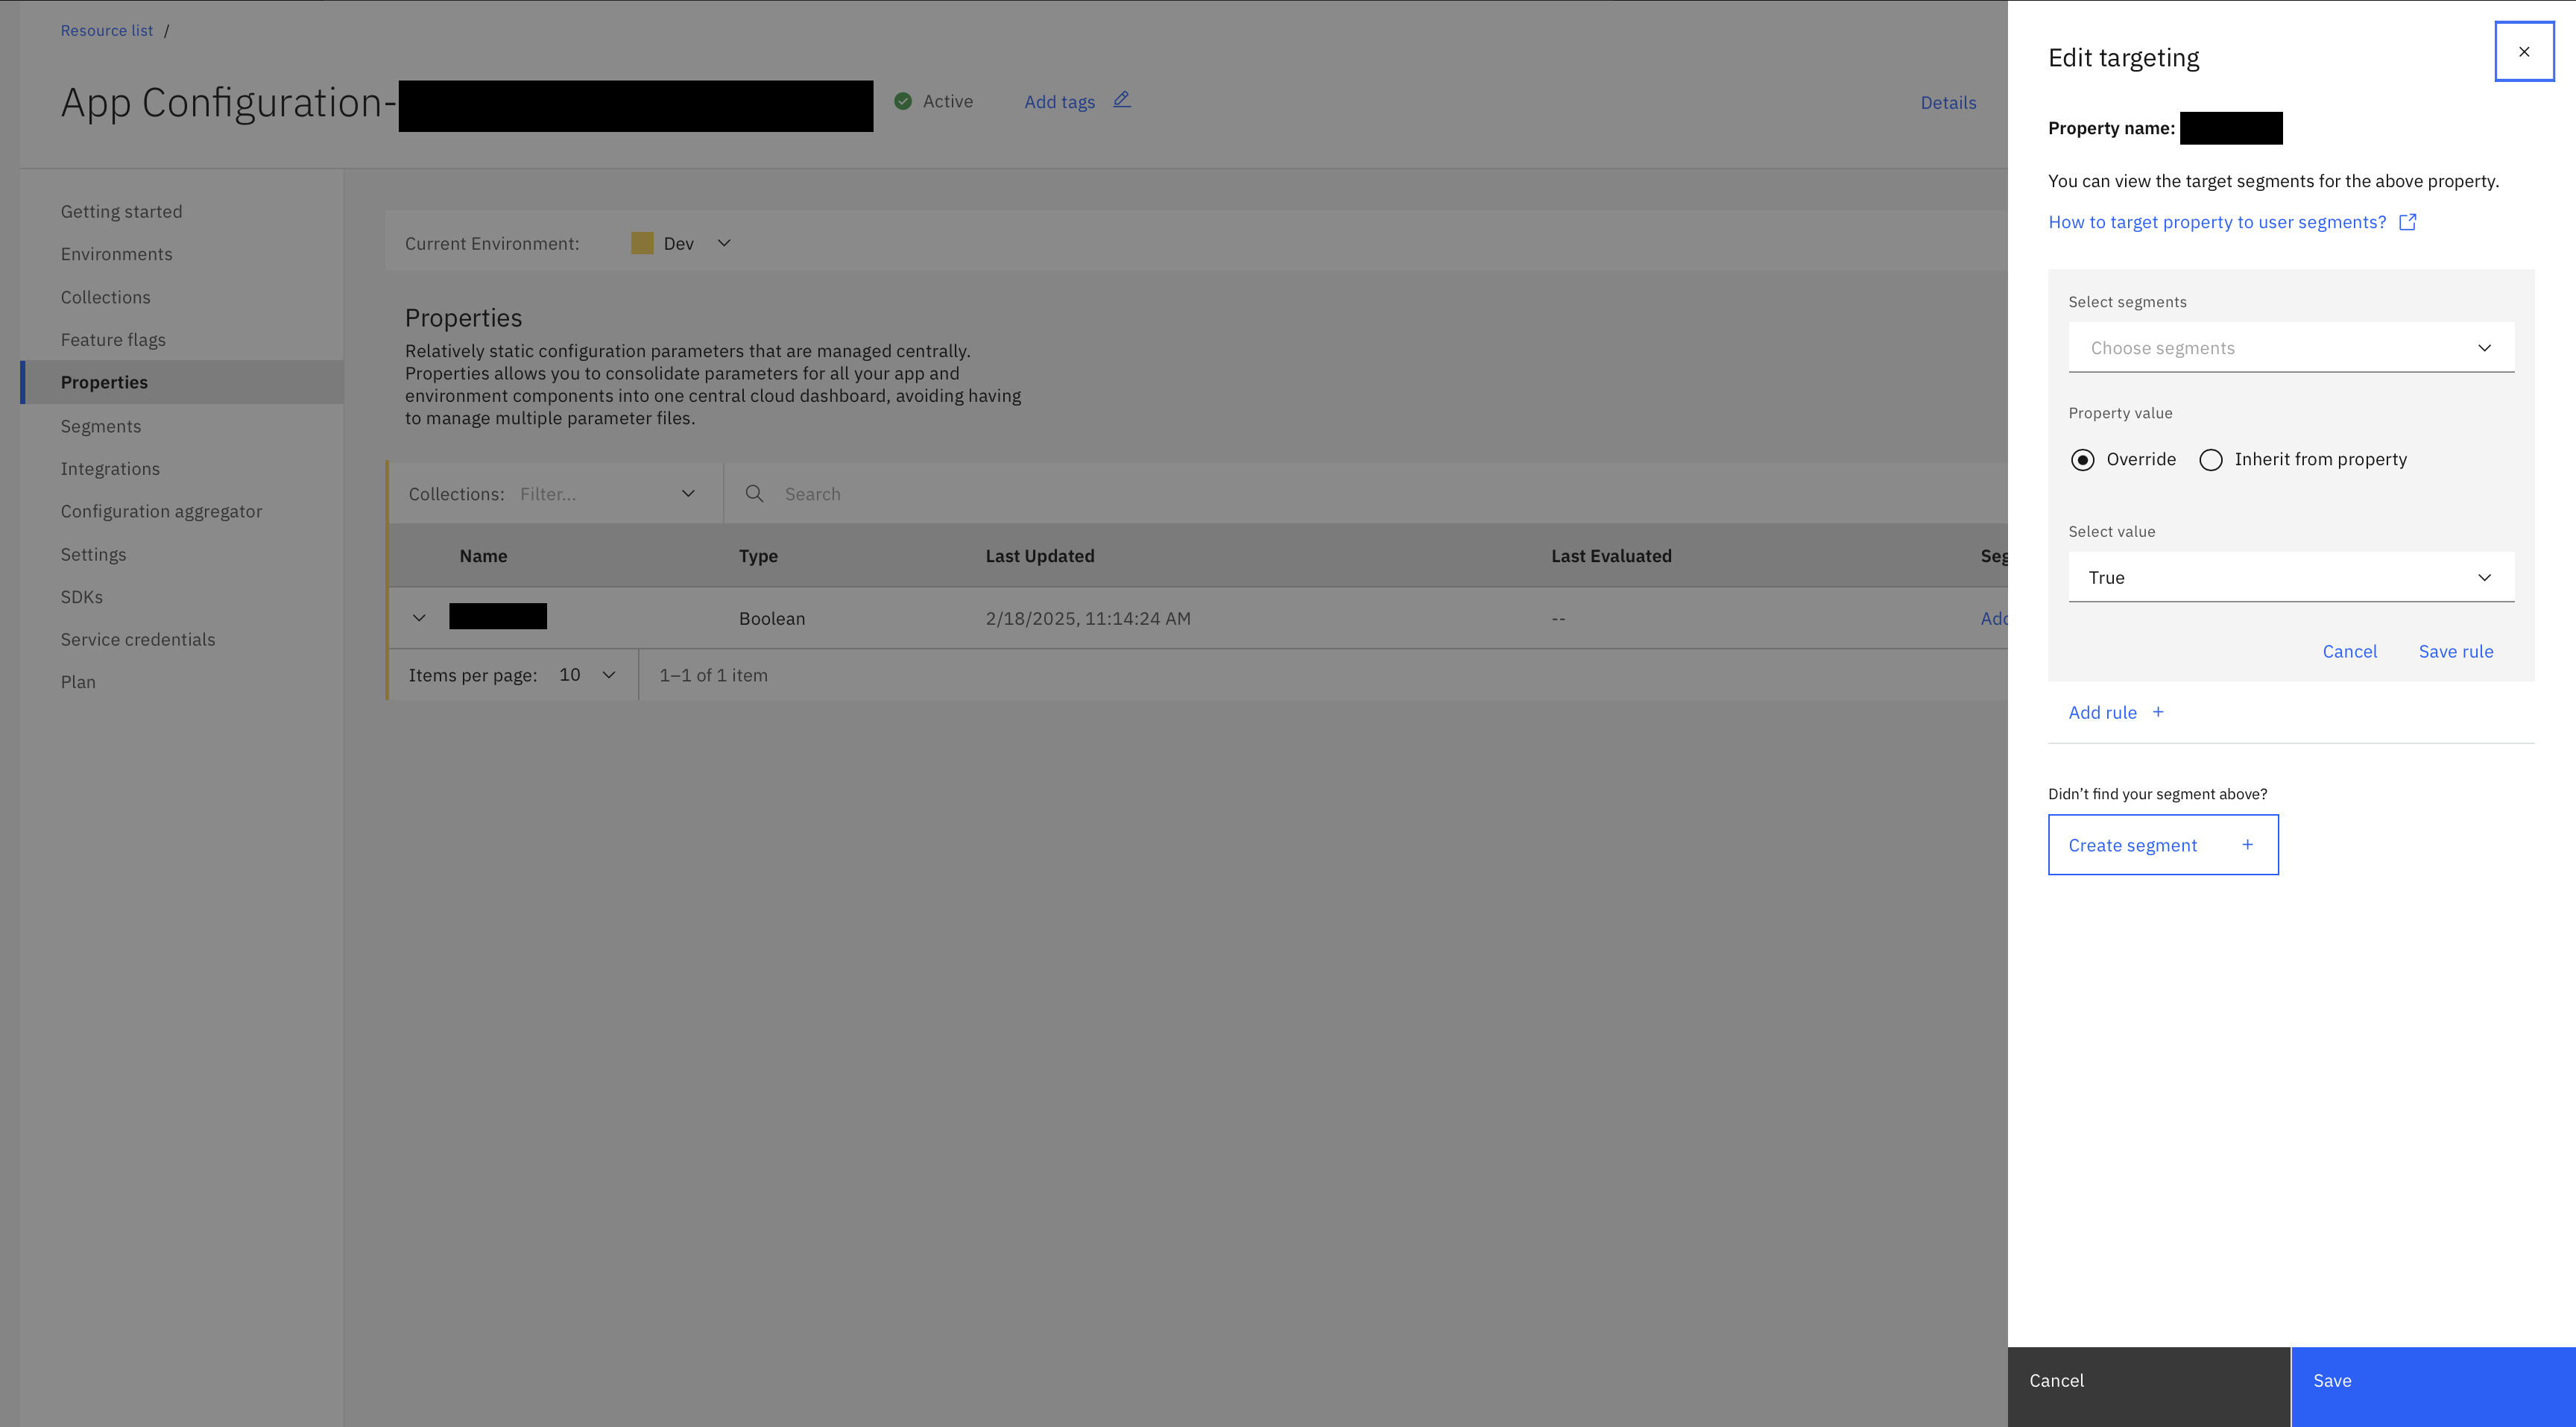 Resource list /
App Configuration-
Active
Add tags
Details
Getting started
Environments
Collections
Feature flags
Properties
Segments
Integrations
Configuration aggregator
Settings
SDKs
Service credentials
Plan
Current Environment: Dev
Properties
Relatively static configuration parameters that are managed centrally.
Properties allows you to consolidate parameters for all your app and
environment components into one central cloud dashboard, avoiding having
to manage multiple parameter files.
Collections: Filter... Search
Name Type Last Updated Last Evaluated Seg
Boolean 2/18/2025, 11:14:24 AM -- Add
Items per page: 10 1–1 of 1 item
Edit targeting
Property name:
You can view the target segments for the above property.
How to target property to user segments?
Select segments
Choose segments
Property value
Override Inherit from property
Select value
True
Cancel Save rule
Add rule +
Didn't find your segment above?
Create segment +
Cancel Save